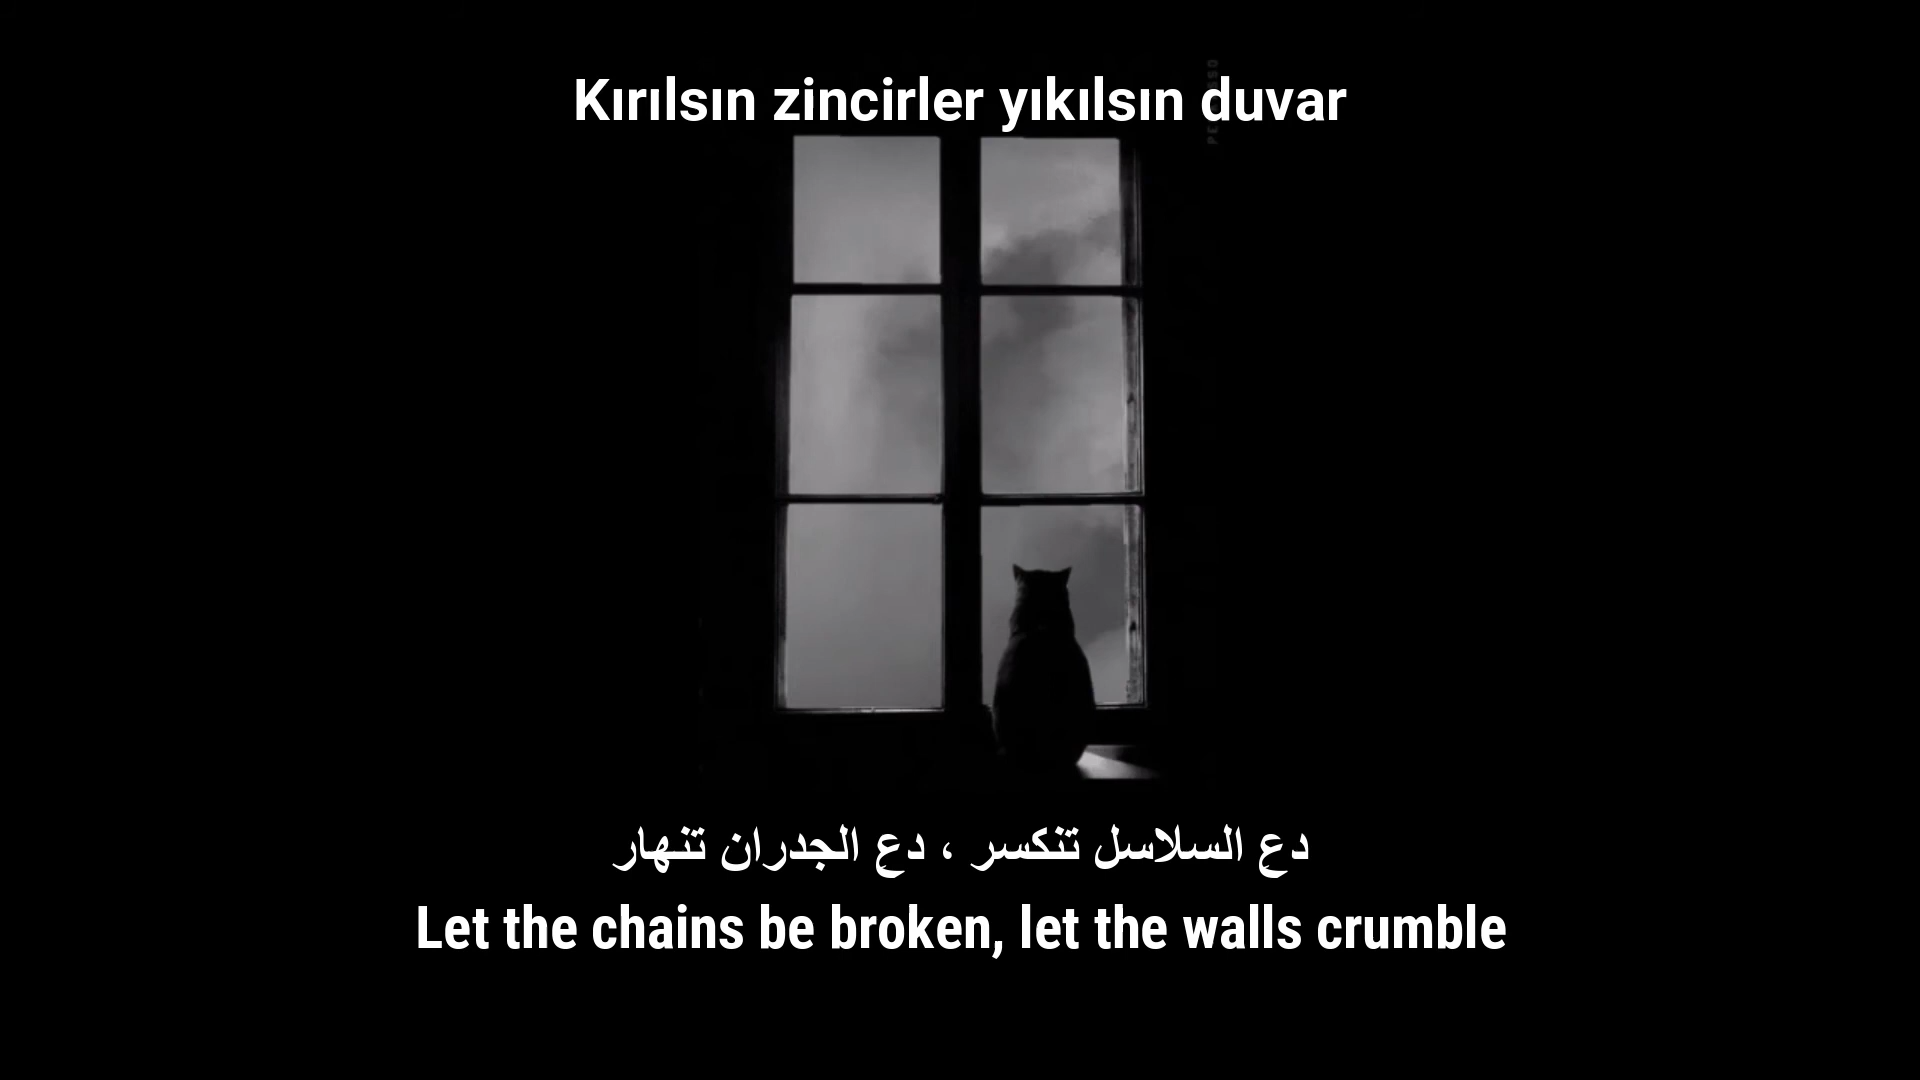 Kırılsın zincirler yıkılsın duvar
دع السلاسل تنكسر ، دع الجدران تنهار
Let the chains be broken, let the walls crumble